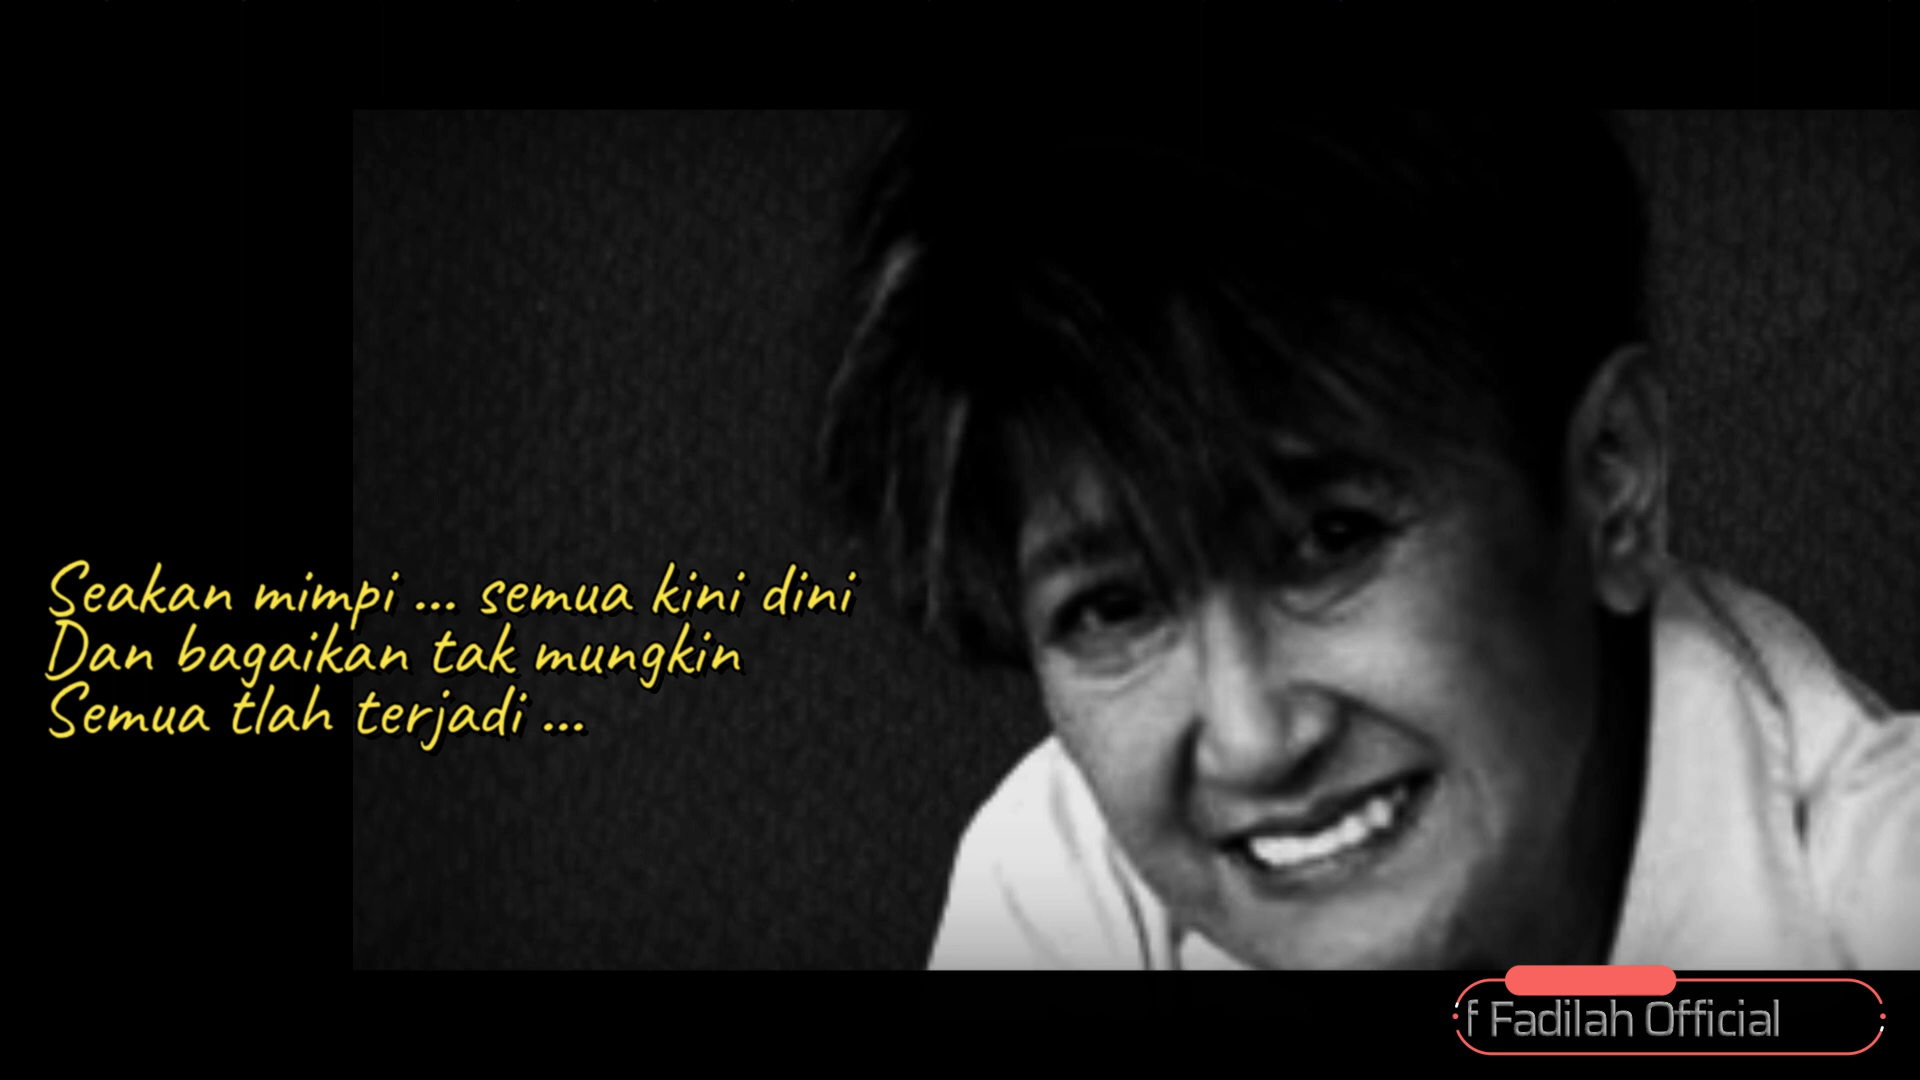 Seakan mimpi ... semua kini dini
Dan bagaikan tak mungkin
Semua tlah terjadi ...
f Fadilah Official